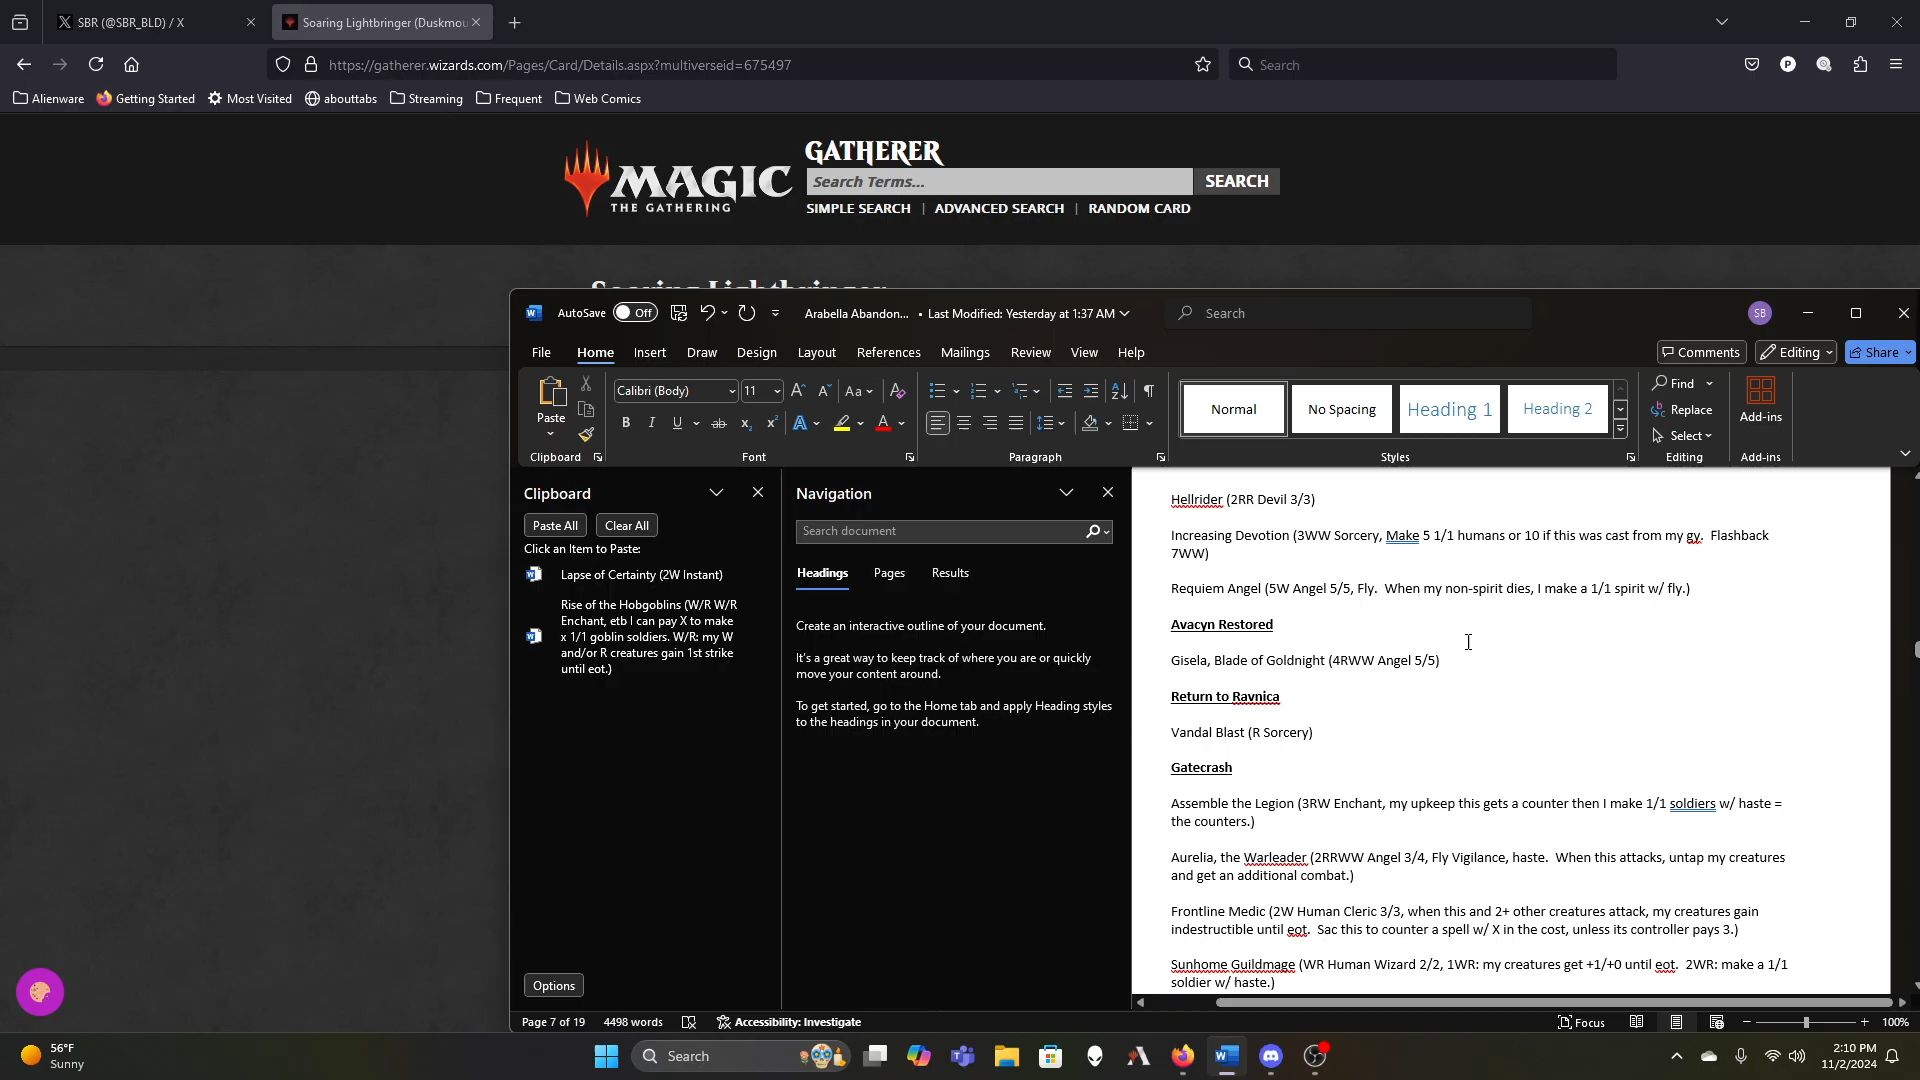 SBR (@SBR_BLD) / X
Soaring Lightbringer (Duskmou
https://gatherer.wizards.com/Pages/Card/Details.aspx?multiverseid=675497
Search
Alienware
Getting Started
Most Visited
abouttabs
Streaming
Frequent
Web Comics
MAGIC
THE GATHERING
GATHERER
Search Terms...
SEARCH
SIMPLE SEARCH | ADVANCED SEARCH | RANDOM CARD
Soaring Lightbringer
AutoSave Off
Arabella Abandon... • Last Modified: Yesterday at 1:37 AM
Search
SB
File Home Insert Draw Design Layout References Mailings Review View Help
Comments
Editing
Share
Paste
Clipboard
Calibri (Body)
11
Font
Paragraph
Normal
No Spacing
Heading 1
Heading 2
Styles
Find
Replace
Select
Editing
Add-ins
Add-ins
Clipboard
Paste All
Clear All
Click an Item to Paste:
Lapse of Certainty (2W Instant)
Rise of the Hobgoblins (W/R W/R
Enchant, etb I can pay X to make
x 1/1 goblin soldiers. W/R: my W
and/or R creatures gain 1st strike
until eot.)
Options
Navigation
Search document
Headings
Pages
Results
Create an interactive outline of your document.
It's a great way to keep track of where you are or quickly
move your content around.
To get started, go to the Home tab and apply Heading styles
to the headings in your document.
Hellrider (2RR Devil 3/3)
Increasing Devotion (3WW Sorcery, Make 5 1/1 humans or 10 if this was cast from my gy. Flashback
7WW)
Requiem Angel (5W Angel 5/5, Fly. When my non-spirit dies, I make a 1/1 spirit w/ fly.)
Avacyn Restored
Gisela, Blade of Goldnight (4RWW Angel 5/5)
Return to Ravnica
Vandal Blast (R Sorcery)
Gatecrash
Assemble the Legion (3RW Enchant, my upkeep this gets a counter then I make 1/1 soldiers w/ haste =
the counters.)
Aurelia, the Warleader (2RRWW Angel 3/4, Fly Vigilance, haste. When this attacks, untap my creatures
and get an additional combat.)
Frontline Medic (2W Human Cleric 3/3, when this and 2+ other creatures attack, my creatures gain
indestructible until eot. Sac this to counter a spell w/ X in the cost, unless its controller pays 3.)
Sunhome Guildmage (WR Human Wizard 2/2, 1WR: my creatures get +1/+0 until eot. 2WR: make a 1/1
soldier w/ haste.)
Page 7 of 19
4498 words
Accessibility: Investigate
Focus
100%
56°F
Sunny
Search
2:10 PM
11/2/2024